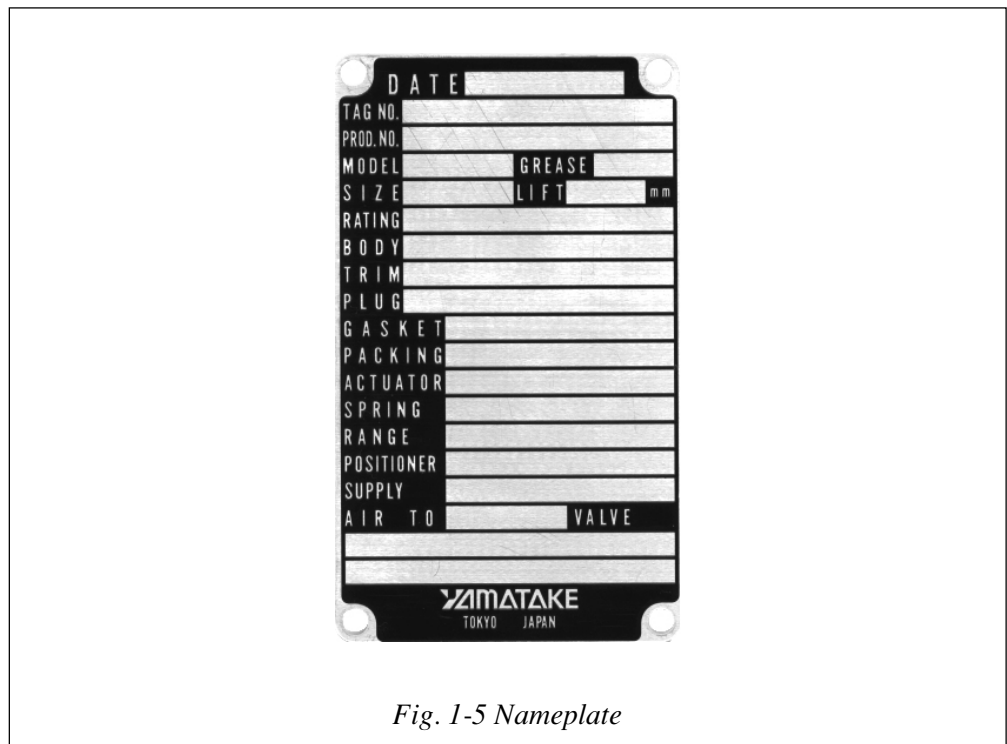 DATE
TAG NO.
PROD. NO.
MODEL GREASE
SIZE LIFT mm
RATING
BODY
TRIM
PLUG
GASKET
PACKING
ACTUATOR
SPRING
RANGE
POSITIONER
SUPPLY
AIR TO VALVE
YAMATAKE
TOKYO JAPAN
Fig. 1-5 Nameplate